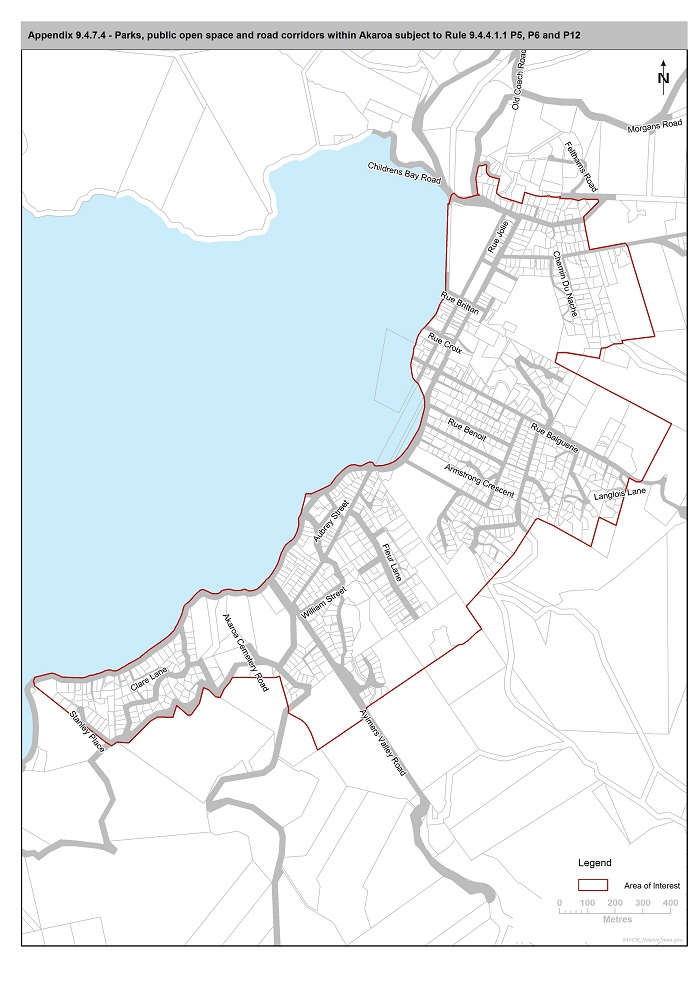 Appendix 9.4.7.4 - Parks, public open space and road corridors within Akaroa subject to Rule 9.4.4.1.1 P5, P6 and P12
N
Old Coach Road
Morgans Road
Childrens Bay Road
Felthams Road
Rue Jolie
Chemin Du Nache
Rue Brittan
Rue Croix
Rue Benoit
Rue Balguerie
Armstrong Crescent
Langlois Lane
Aubrey Street
Fleur Lane
William Street
Akaroa Cemetery Road
Clare Lane
Stanley Place
Aylmers Valley Road
Legend
Area of Interest
0 100 200 300 400
Metres